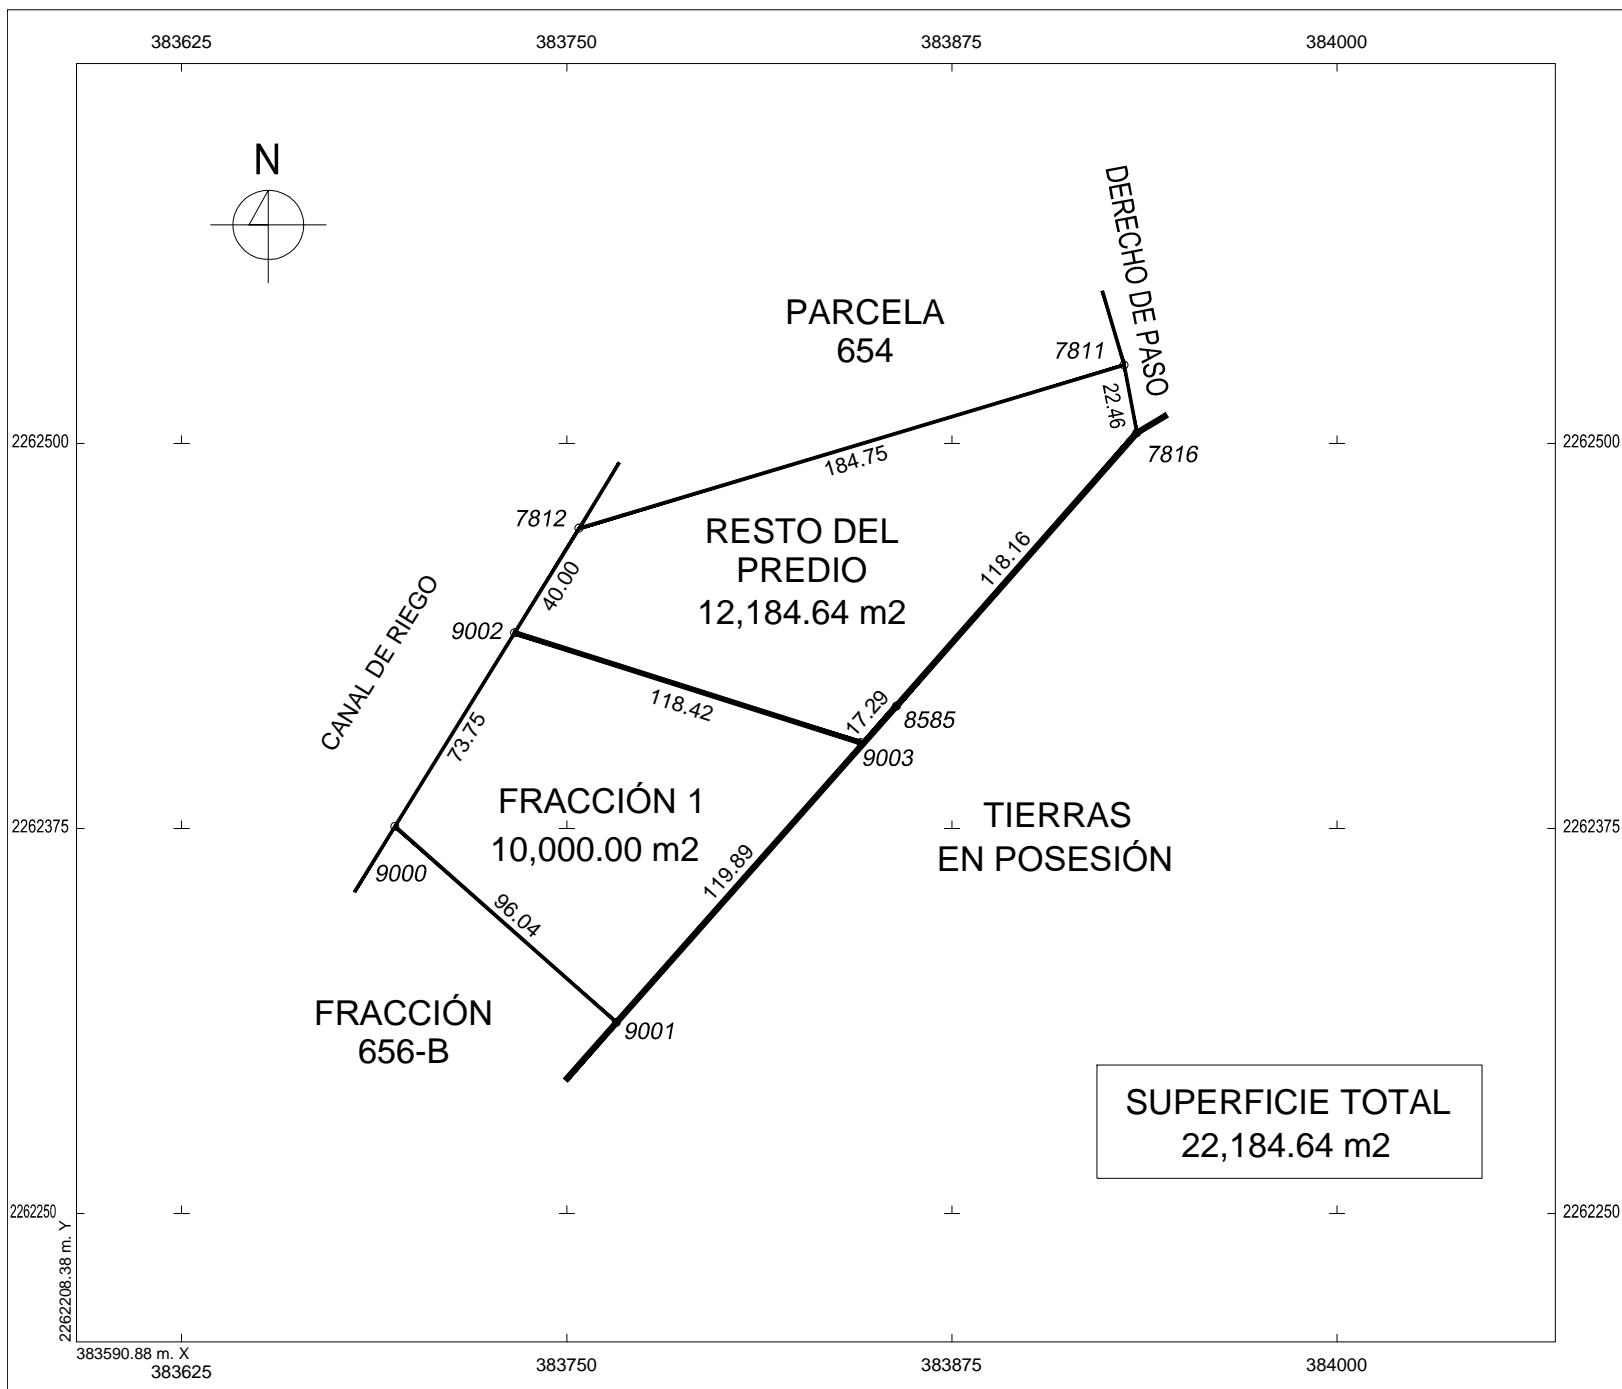 383625
383750
383875
384000
N
DERECHO DE PASO
PARCELA
654
7811
22.46
2262500
2262500
7816
184.75
7812
RESTO DEL
PREDIO
12,184.64 m2
118.16
40.00
9002
CANAL DE RIEGO
118.42
17.29
8585
9003
73.75
FRACCIÓN 1
10,000.00 m2
TIERRAS
EN POSESIÓN
2262375
2262375
9000
119.89
96.04
FRACCIÓN
656-B
9001
SUPERFICIE TOTAL
22,184.64 m2
2262250
2262250
2262208.38 m. Y
383590.88 m. X
383625
383750
383875
384000